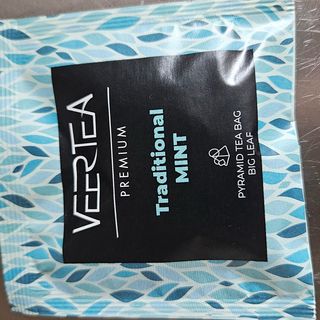 VEERTEA
PREMIUM
Traditional
MINT
PYRAMID TEA BAG
BIG LEAF